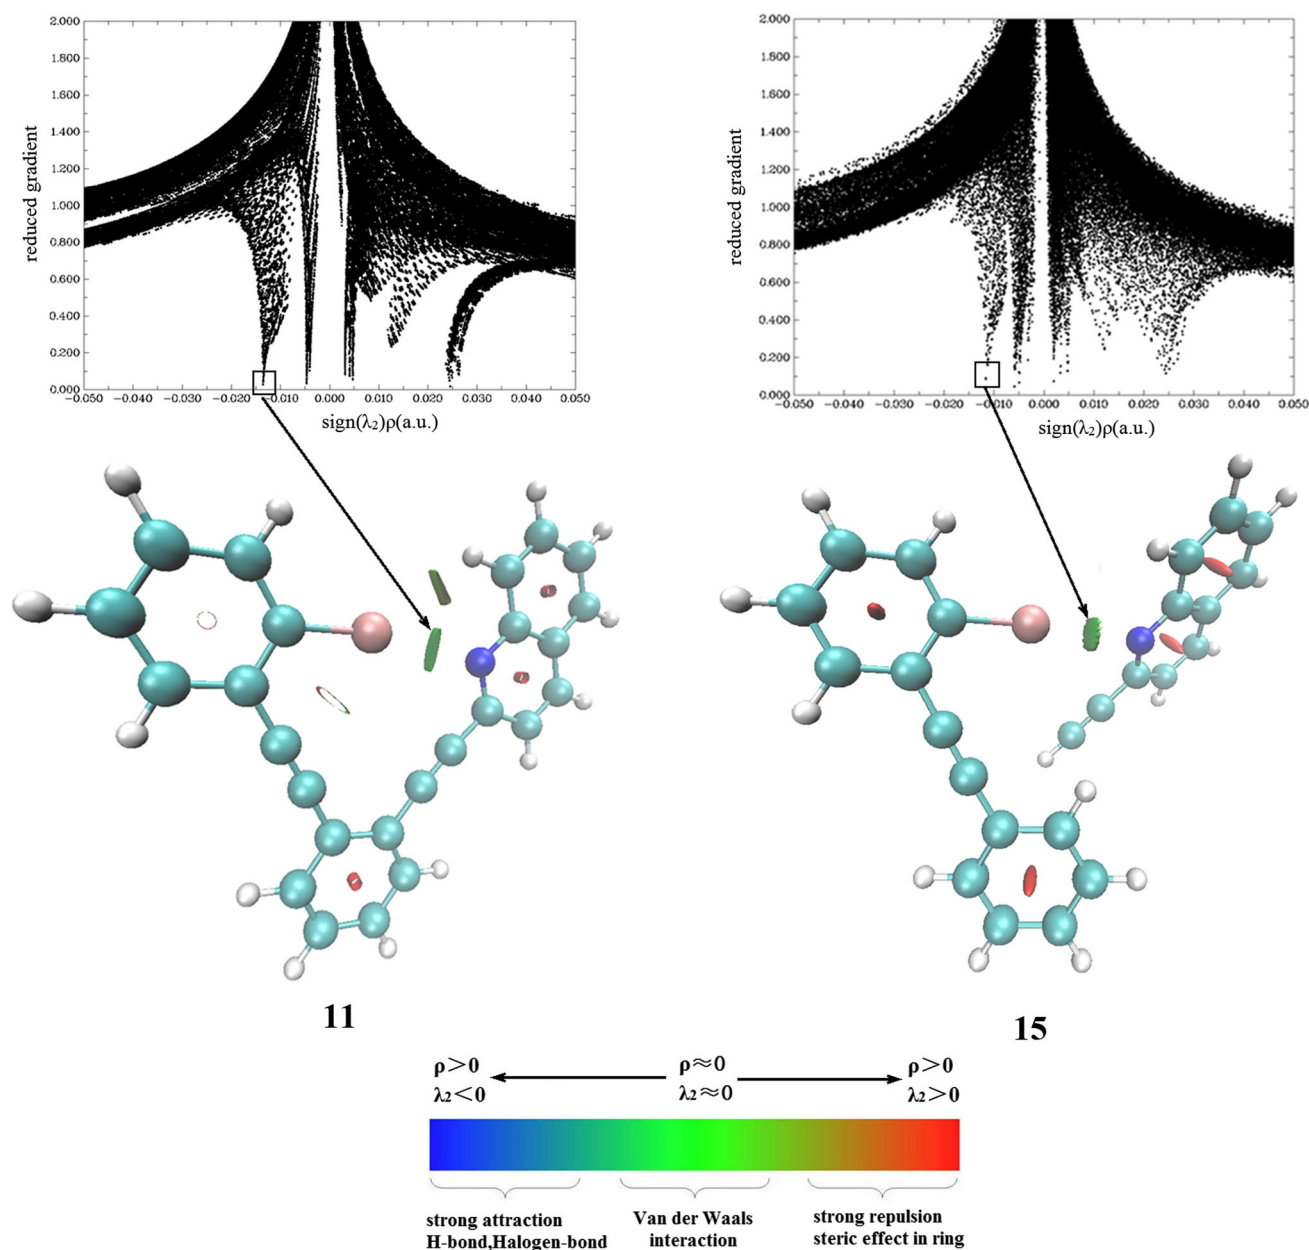 2.000
1.800
1.600
1.400
1.200
1.000
0.800
0.600
0.400
0.200
0.000
reduced gradient
−0.050 −0.040 −0.030 −0.020 −0.010 0.000 0.010 0.020 0.030 0.040 0.050
sign(λ₂)ρ(a.u.)
2.000
1.800
1.600
1.400
1.200
1.000
0.800
0.600
0.400
0.200
0.000
reduced gradient
−0.050 −0.040 −0.030 −0.020 −0.010 0.000 0.010 0.020 0.030 0.040 0.050
sign(λ₂)ρ(a.u.)
11
15
ρ>0 ρ≈0 ρ>0
λ₂<0 λ₂≈0 λ₂>0
strong attraction Van der Waals strong repulsion
H-bond,Halogen-bond interaction steric effect in ring